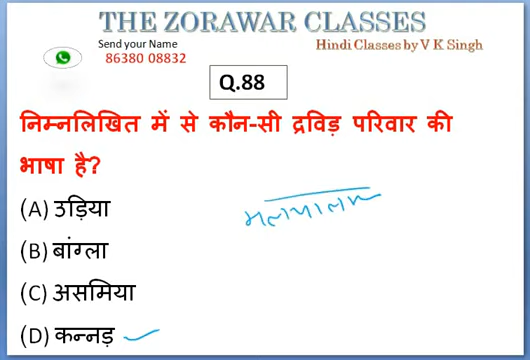 THE ZORAWAR CLASSES
Send your Name
Hindi Classes by V K Singh
86380 08832
Q.88
निम्नलिखित में से कौन-सी द्रविड़ परिवार की
भाषा है?
(A) उड़िया
मलायालम
(B) बांग्ला
(C) असमिया
(D) कन्नड़